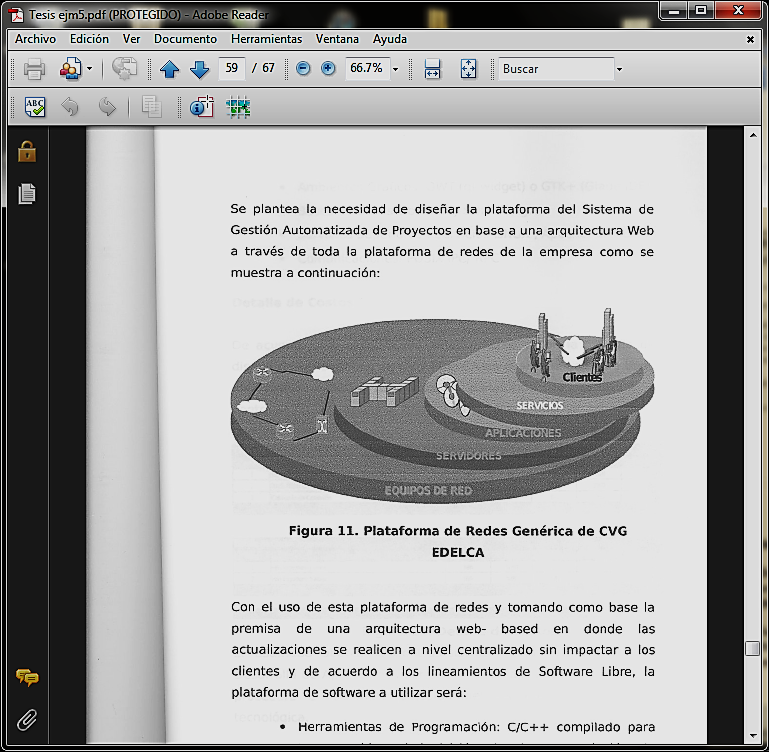 Tesis ejm5.pdf (PROTEGIDO) - Adobe Reader
Archivo Edición Ver Documento Herramientas Ventana Ayuda
59 / 67 66.7% Buscar
ABC
Se plantea la necesidad de diseñar la plataforma del Sistema de
Gestión Automatizada de Proyectos en base a una arquitectura Web
a través de toda la plataforma de redes de la empresa como se
muestra a continuación:
Clientes
SERVICIOS
APLICACIONES
SERVIDORES
EQUIPOS DE RED
Figura 11. Plataforma de Redes Genérica de CVG
EDELCA
Con el uso de esta plataforma de redes y tomando como base la
premisa de una arquitectura web- based en donde las
actualizaciones se realicen a nivel centralizado sin impactar a los
clientes y de acuerdo a los lineamientos de Software Libre, la
plataforma de software a utilizar será:
• Herramientas de Programación: C/C++ compilado para